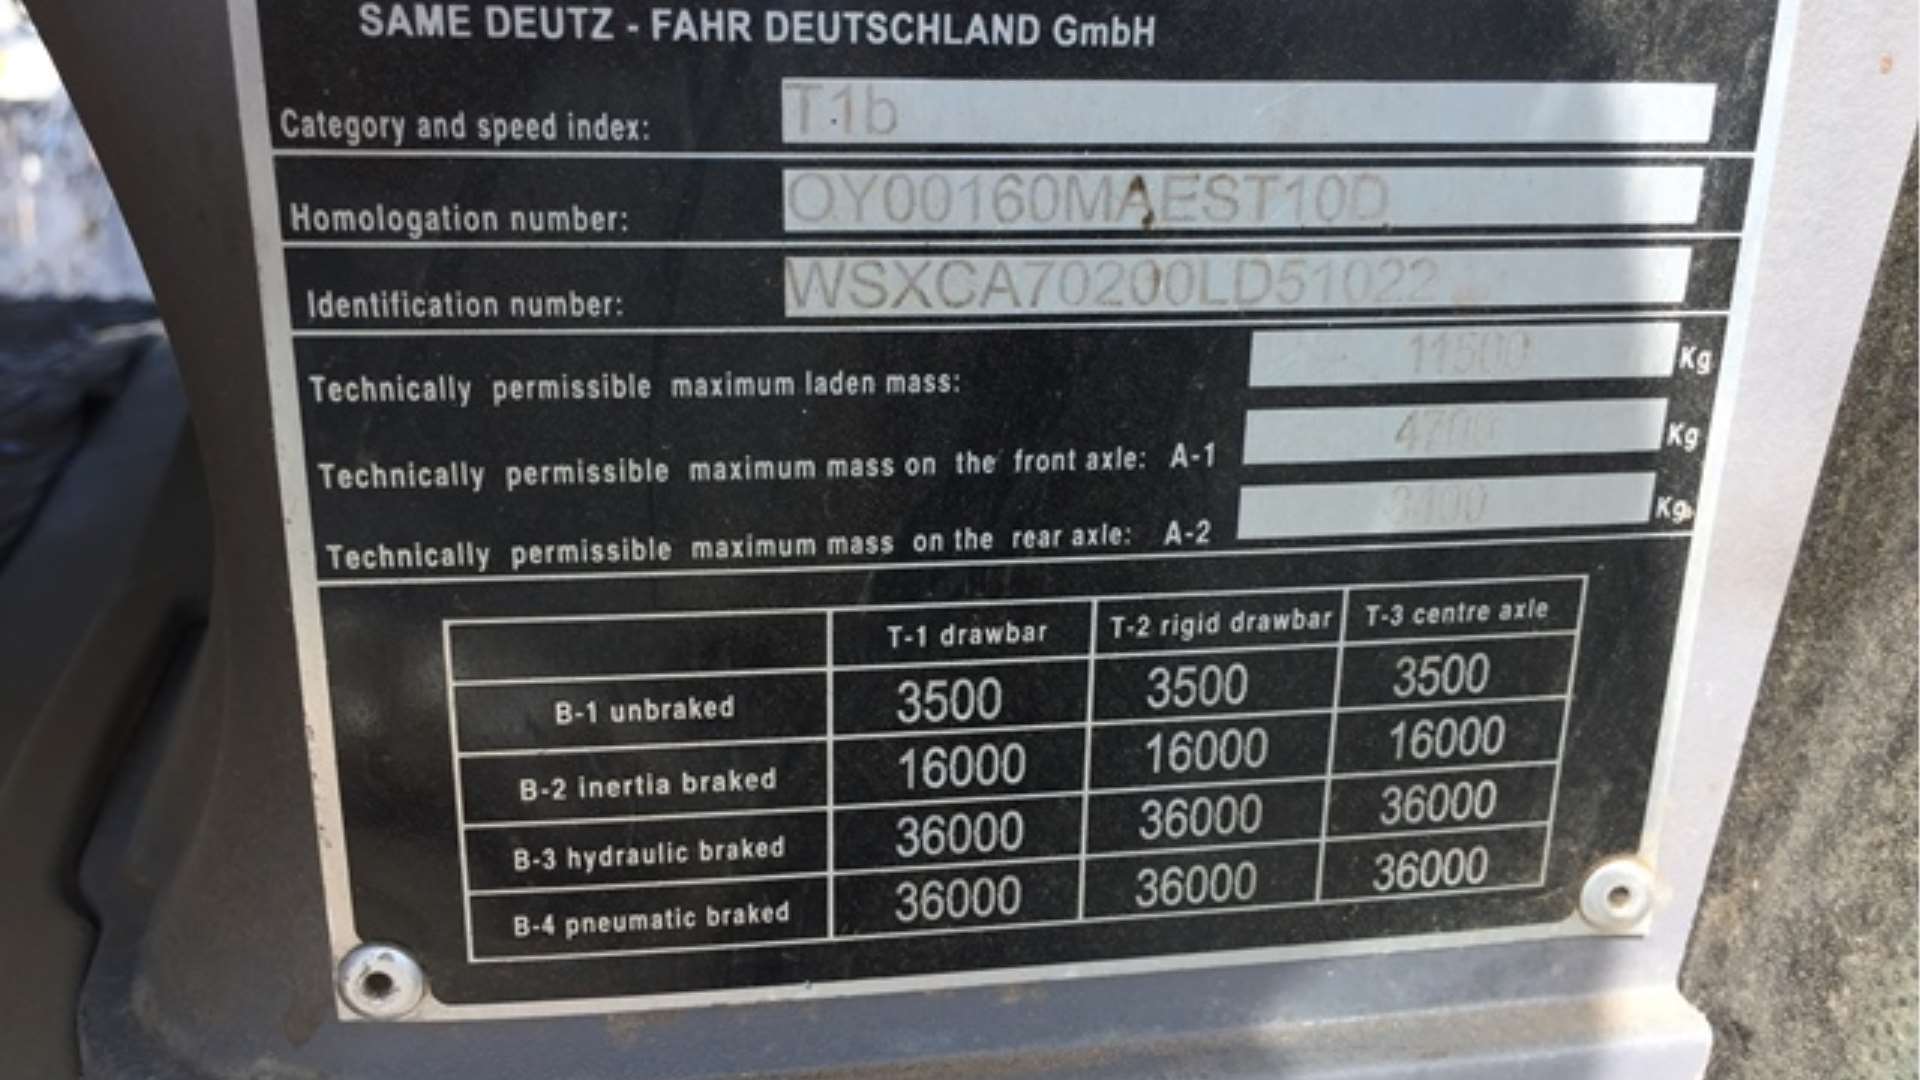 SAME DEUTZ - FAHR DEUTSCHLAND GmbH
Category and speed index: T1b
Homologation number: OY00160MAEST10D
Identification number: WSXCA70200LD51022
Technically permissible maximum laden mass: 11500 Kg
Technically permissible maximum mass on the front axle: A-1 4700 Kg
Technically permissible maximum mass on the rear axle: A-2 Kg
T-1 drawbar T-2 rigid drawbar T-3 centre axle
B-1 unbraked 3500 3500 3500
B-2 inertia braked 16000 16000 16000
B-3 hydraulic braked 36000 36000 36000
B-4 pneumatic braked 36000 36000 36000